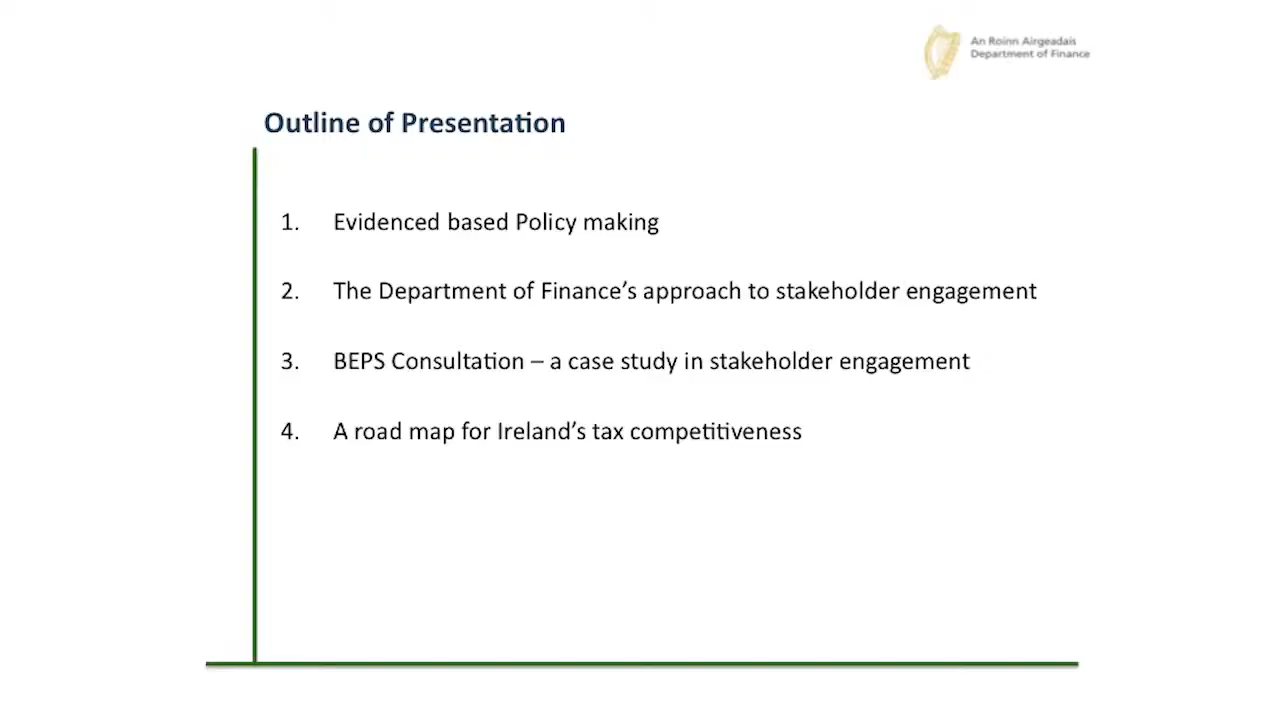 An Roinn Airgeadais
Department of Finance
Outline of Presentation
1. Evidenced based Policy making
2. The Department of Finance’s approach to stakeholder engagement
3. BEPS Consultation – a case study in stakeholder engagement
4. A road map for Ireland’s tax competitiveness